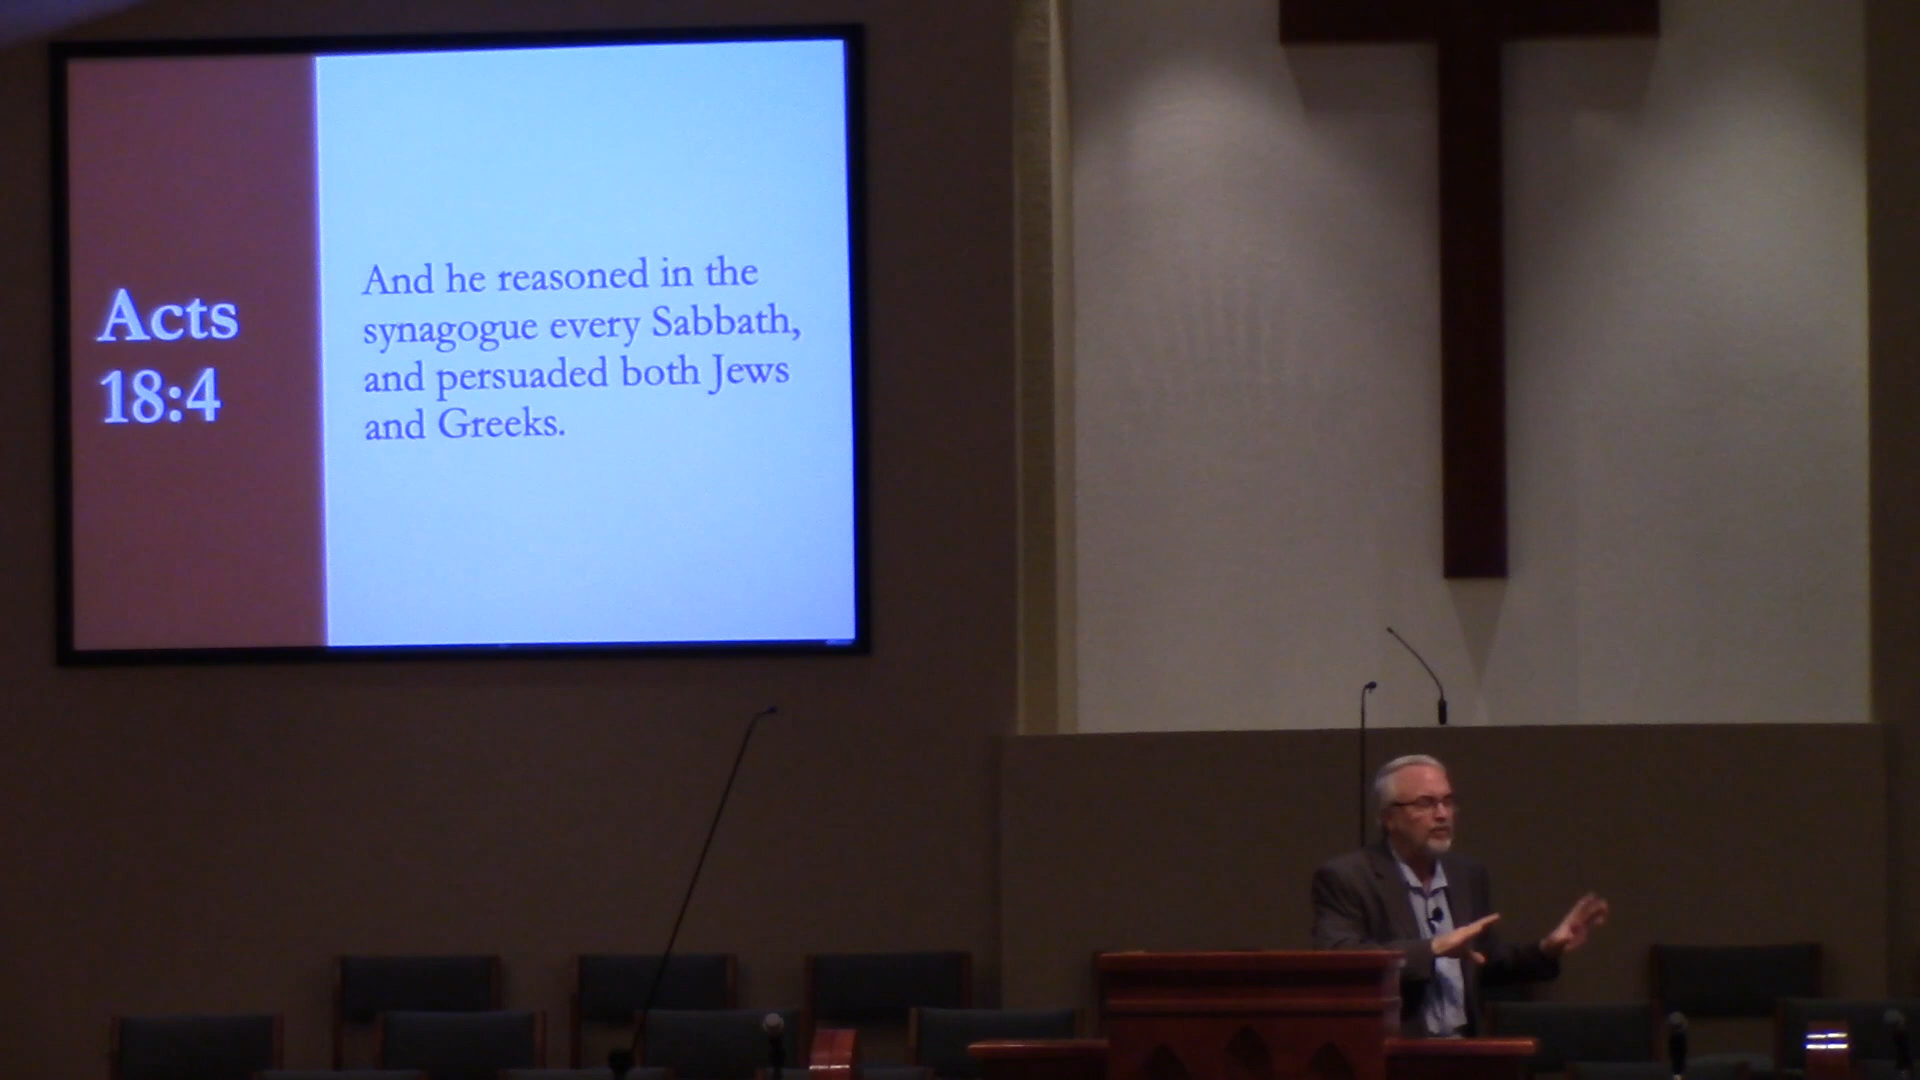 Acts
18:4
And he reasoned in the
synagogue every Sabbath,
and persuaded both Jews
and Greeks.